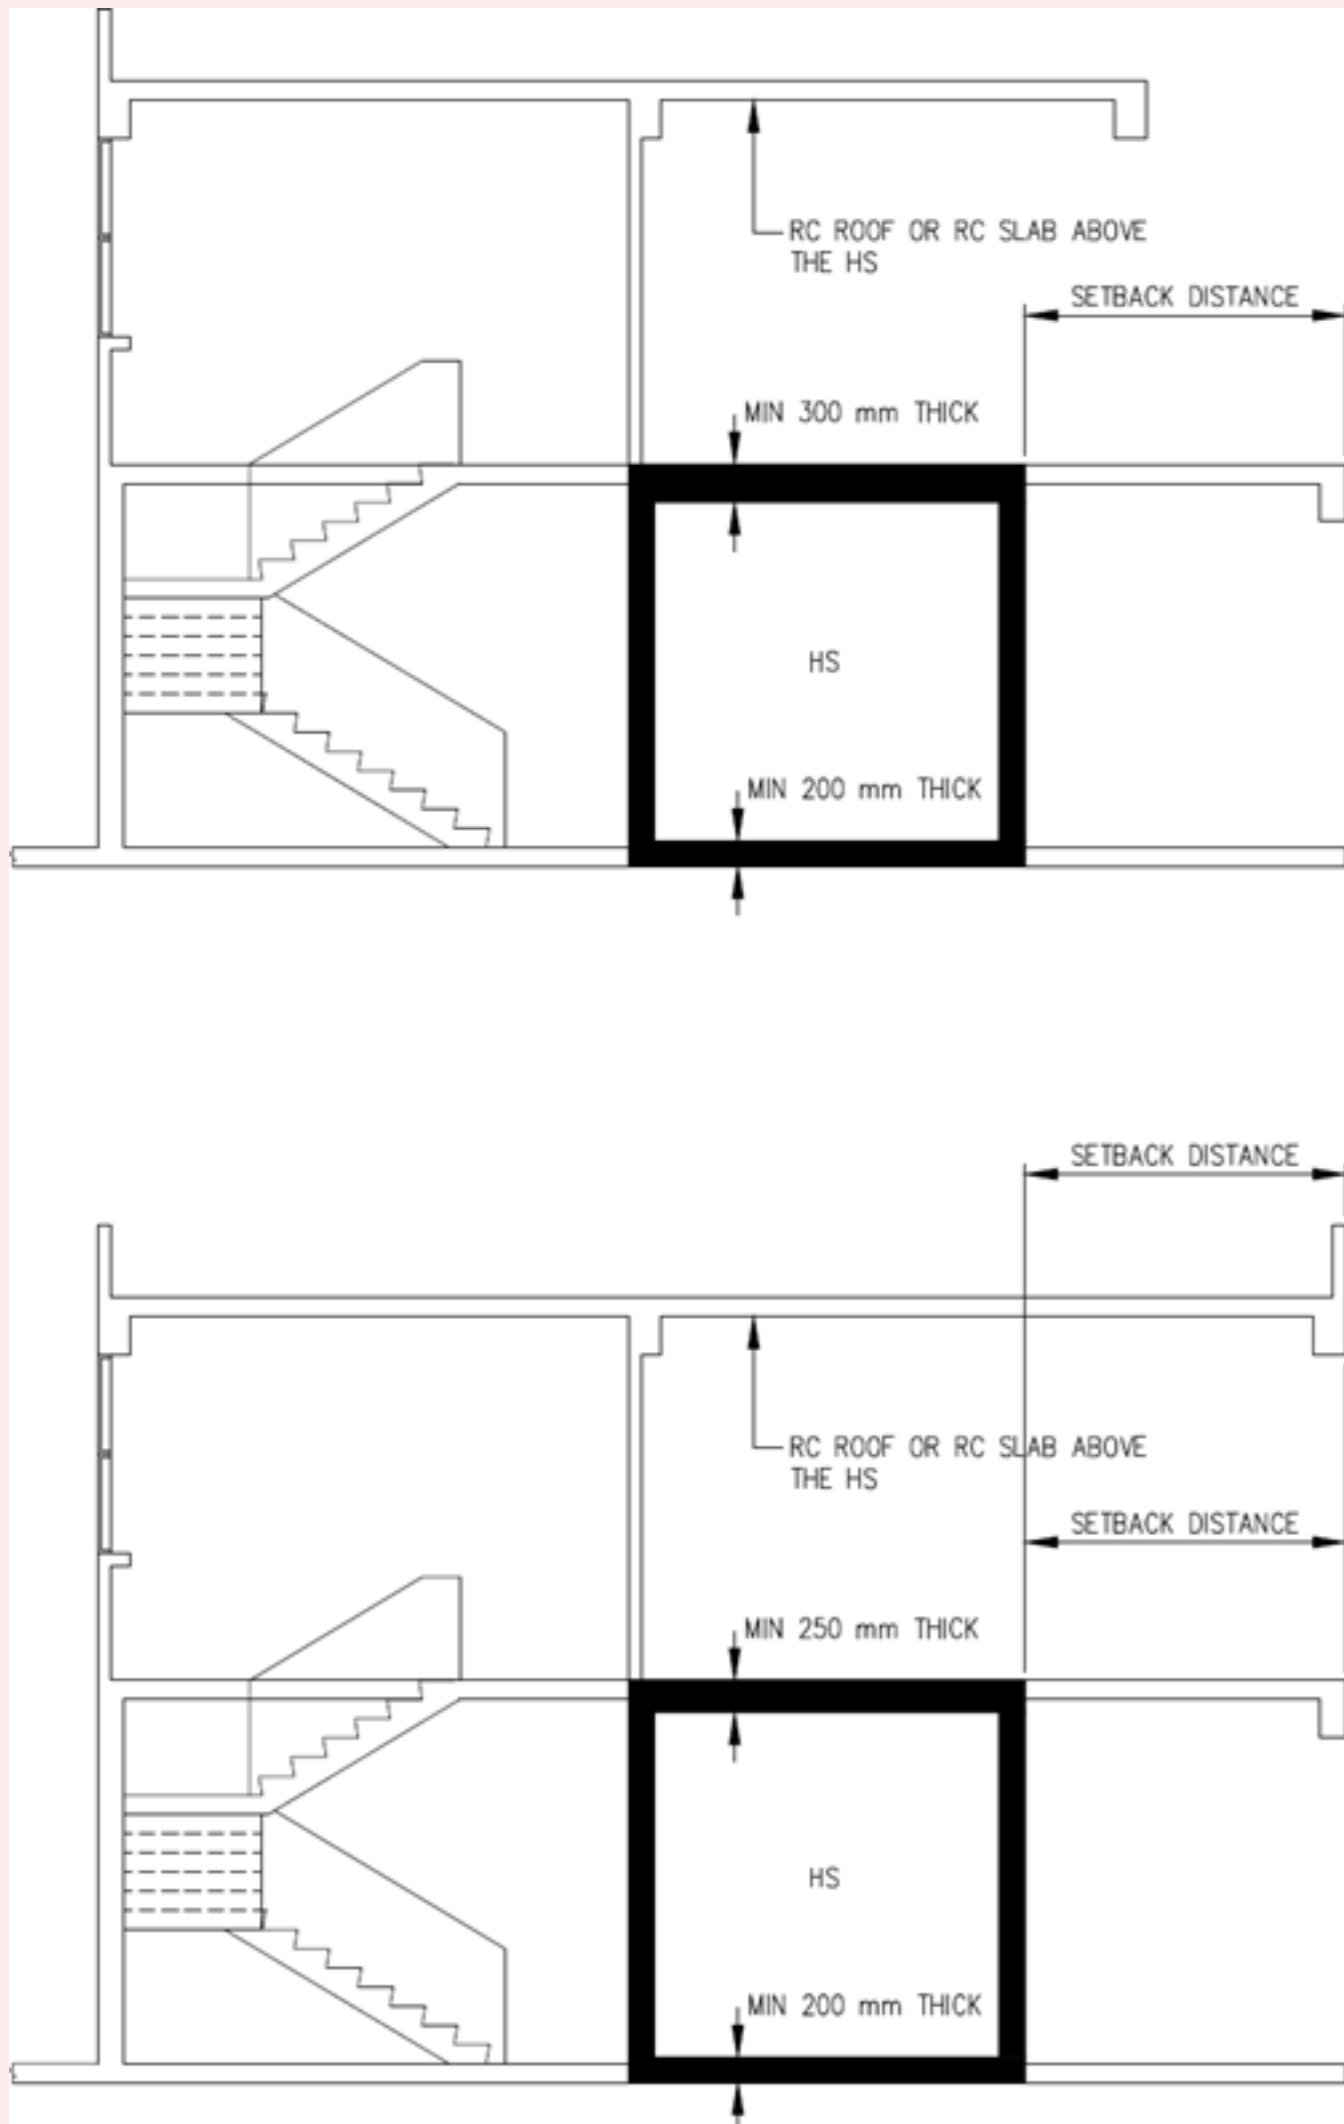 RC ROOF OR RC SLAB ABOVE
THE HS
SETBACK DISTANCE
MIN 300 mm THICK
HS
MIN 200 mm THICK
SETBACK DISTANCE
RC ROOF OR RC SLAB ABOVE
THE HS
SETBACK DISTANCE
MIN 250 mm THICK
HS
MIN 200 mm THICK